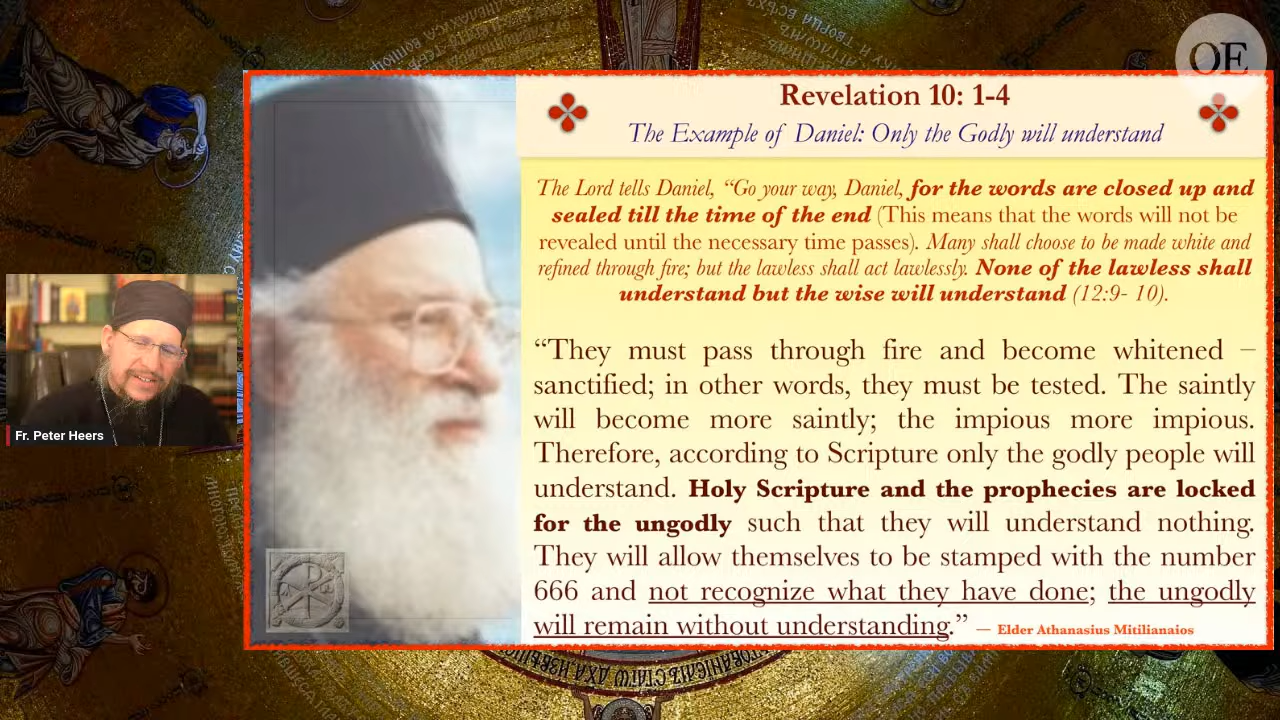 OE
Revelation 10: 1-4
The Example of Daniel: Only the Godly will understand
The Lord tells Daniel, “Go your way, Daniel, for the words are closed up and
sealed till the time of the end (This means that the words will not be
revealed until the necessary time passes). Many shall choose to be made white and
refined through fire; but the lawless shall act lawlessly. None of the lawless shall
understand but the wise will understand (12:9- 10).
“They must pass through fire and become whitened –
sanctified; in other words, they must be tested. The saintly
will become more saintly; the impious more impious.
Therefore, according to Scripture only the godly people will
understand. Holy Scripture and the prophecies are locked
for the ungodly such that they will understand nothing.
They will allow themselves to be stamped with the number
666 and not recognize what they have done; the ungodly
will remain without understanding.” — Elder Athanasius Mitilianaios
Fr. Peter Heers